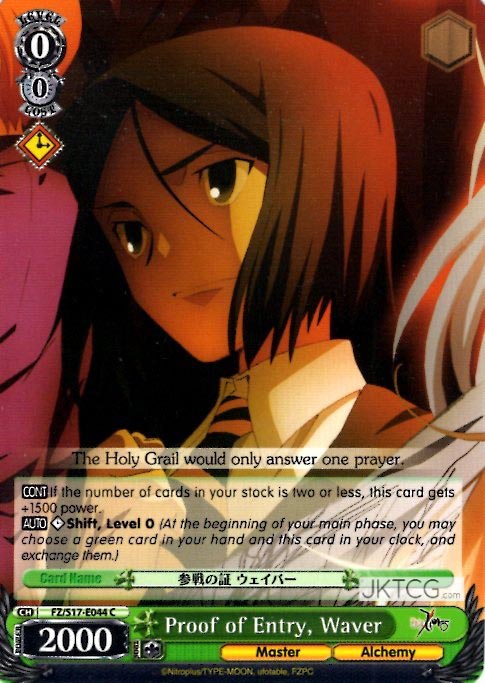 LEVEL
0
0
COST
The Holy Grail would only answer one prayer.
CONT If the number of cards in your stock is two or less, this card gets
+1500 power.
AUTO Shift, Level 0 (At the beginning of your main phase, you may
choose a green card in your hand and this card in your clock, and
exchange them.)
Card Name 参戦の証 ウェイバー
JKTCG.com
CH FZ/S17-E044 C
POWER 2000 SOUL Proof of Entry, Waver
Master Alchemy
©Nitroplus/TYPE-MOON, ufotable, FZPC